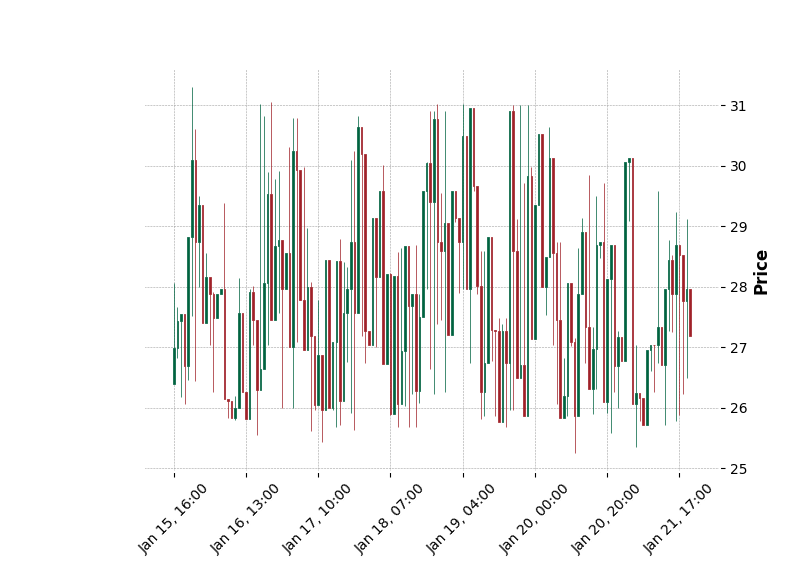 31
30
29
28
27
26
25
Price
Jan 15, 16:00
Jan 16, 13:00
Jan 17, 10:00
Jan 18, 07:00
Jan 19, 04:00
Jan 20, 00:00
Jan 20, 20:00
Jan 21, 17:00